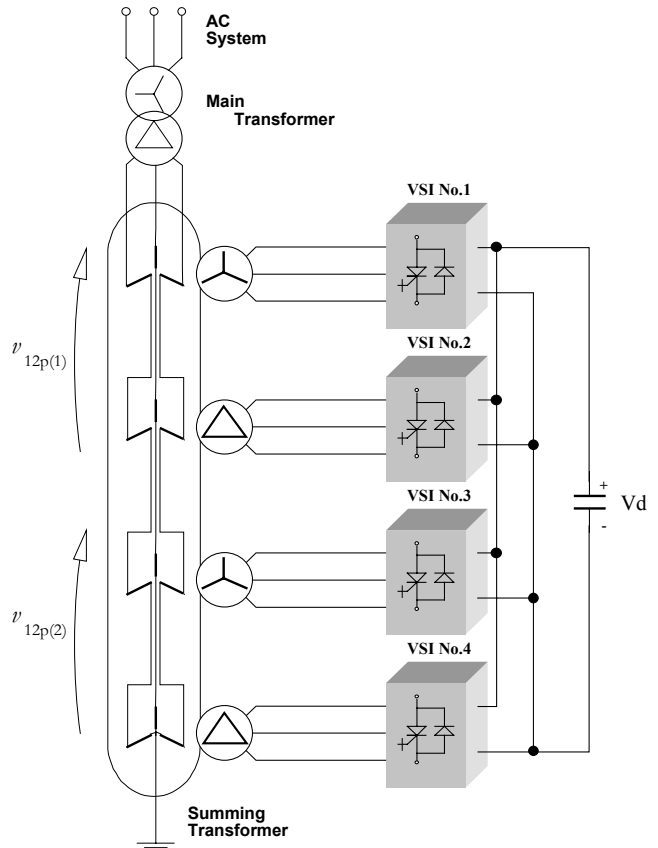 AC
System
Main
Transformer
VSI No.1
v 12p(1)
VSI No.2
VSI No.3
+
Vd
-
v 12p(2)
VSI No.4
Summing
Transformer